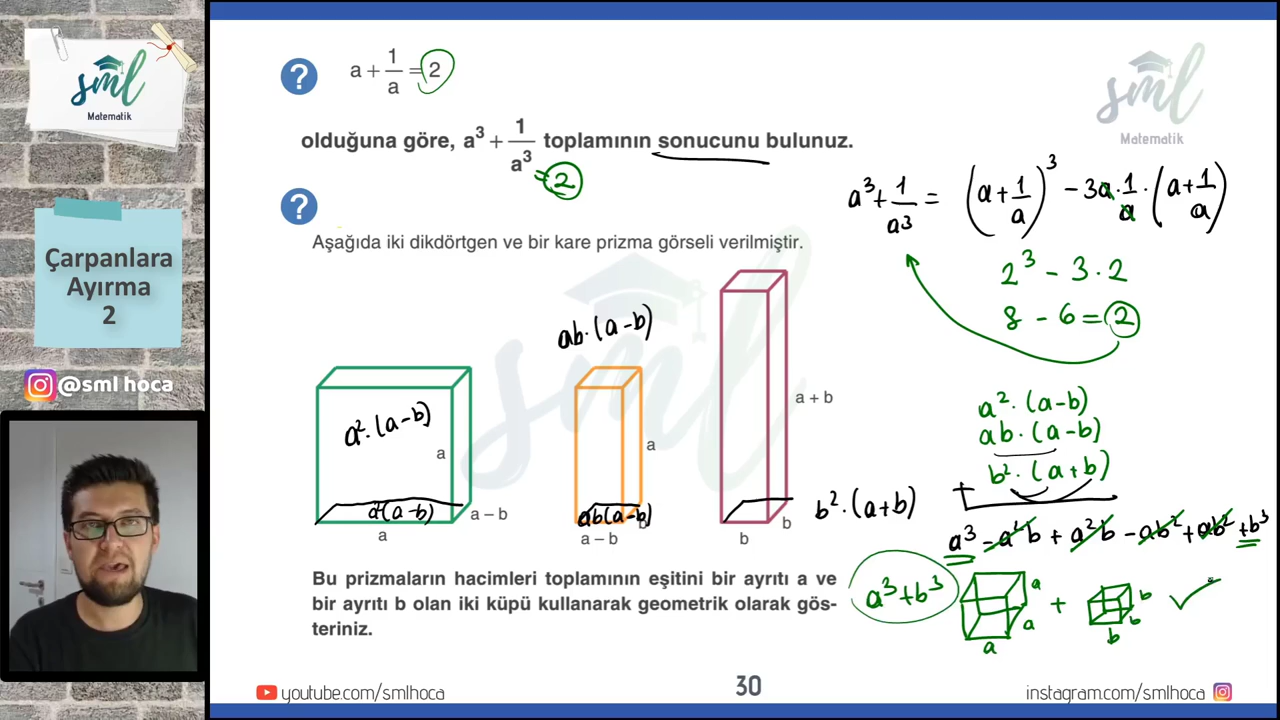 sml
Matematik
Çarpanlara
Ayırma
2
@sml hoca
? a + 1/a = 2
olduğuna göre, a³ + 1/a³ toplamının sonucunu bulunuz.
= 2
?
Aşağıda iki dikdörtgen ve bir kare prizma görseli verilmiştir.
a²·(a-b)
a
a(a-b)
a - b
a
ab·(a-b)
a
ab(a-b)
b
a - b
a + b
b
b
b²·(a+b)
Bu prizmaların hacimleri toplamının eşitini bir ayrıtı a ve
bir ayrıtı b olan iki küpü kullanarak geometrik olarak gös-
teriniz.
sml
Matematik
a³ + 1/a³ = (a + 1/a)³ - 3a·1/a·(a + 1/a)
2³ - 3·2
8 - 6 = 2
a²·(a-b)
ab·(a-b)
b²·(a+b)
+
a³ - a²b + a²b - ab² + ab² + b³
a³+b³
a
a
a
+
b
b
b
sml
youtube.com/smlhoca
30
instagram.com/smlhoca